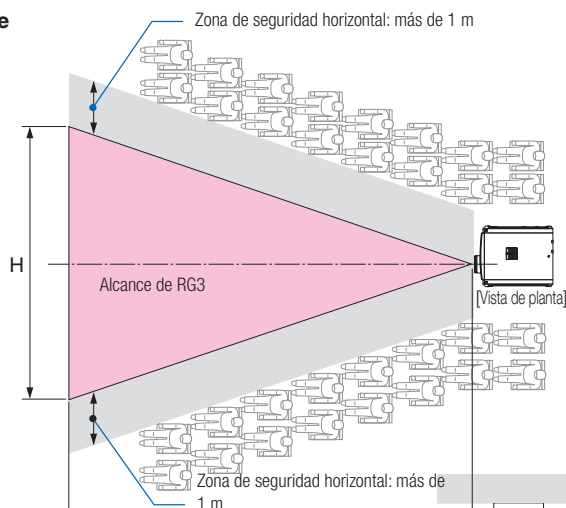 e
Zona de seguridad horizontal: más de 1 m
H
Alcance de RG3
[Vista de planta]
Zona de seguridad horizontal: más de
1 m